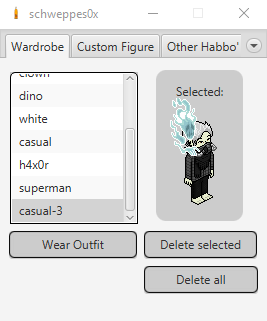 schweppes0x
Wardrobe
Custom Figure
Other Habbo'
clown
dino
white
casual
h4x0r
superman
casual-3
Selected:
Wear Outfit
Delete selected
Delete all